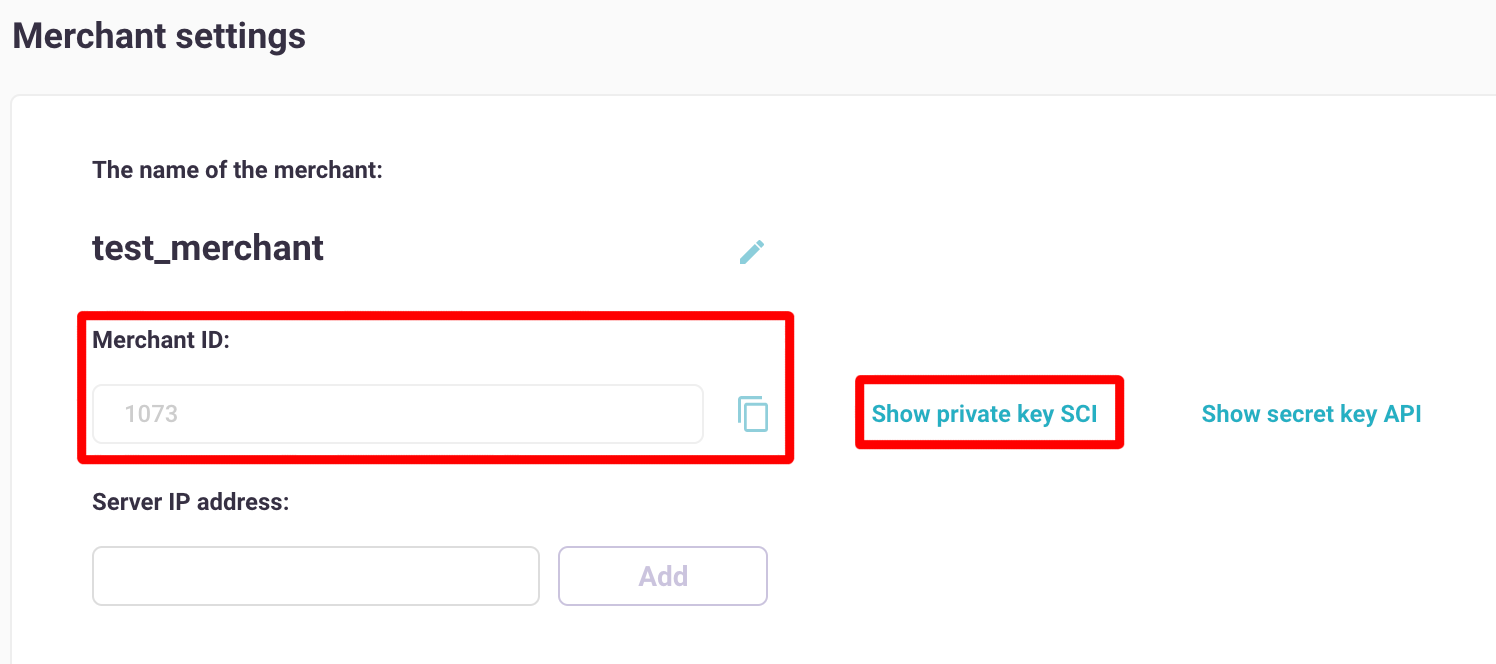 Merchant settings
The name of the merchant:
test_merchant
Merchant ID:
1073
Show private key SCI
Show secret key API
Server IP address:
Add